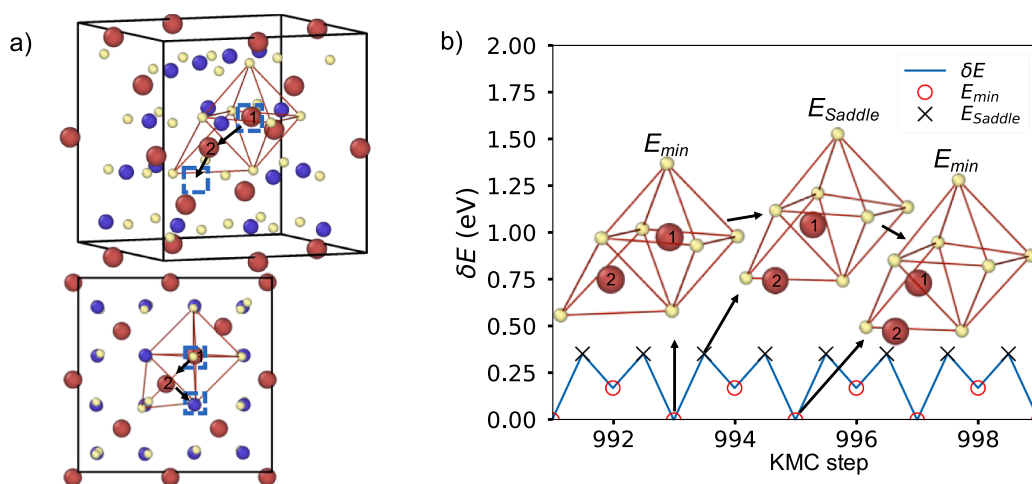 a)
1
2
1
2
b)
δE (eV)
2.00
1.75
1.50
1.25
1.00
0.75
0.50
0.25
0.00
δE
E_min
E_Saddle
E_min
E_Saddle
E_min
1
2
1
2
1
2
992
994
996
998
KMC step